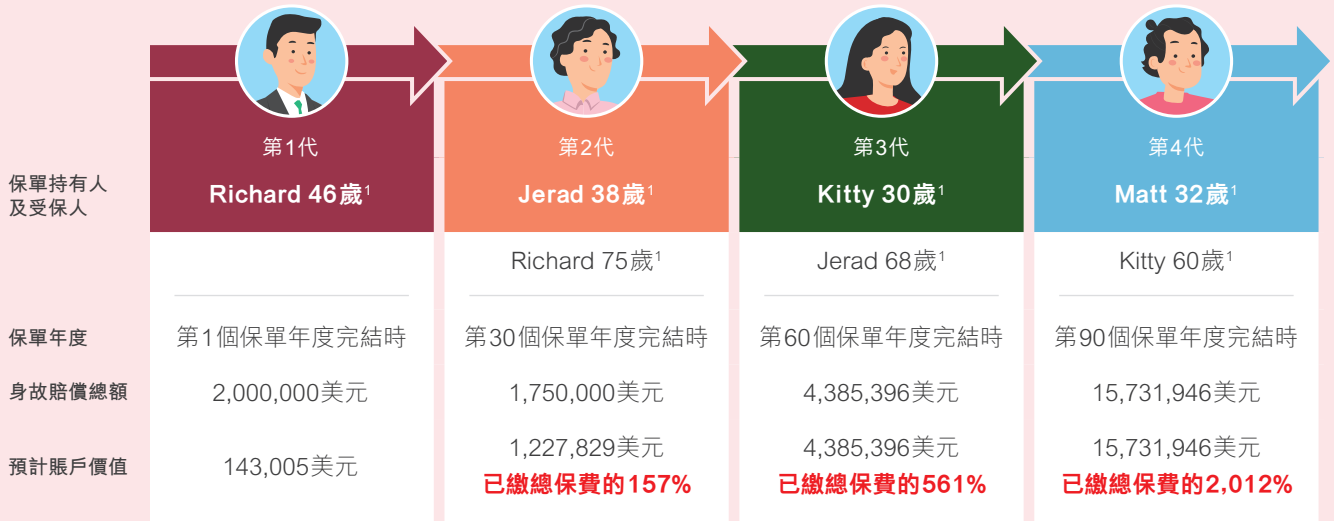 第1代
第2代
第3代
第4代
保單持有人
及受保人
Richard 46歲1
Jerad 38歲1
Kitty 30歲1
Matt 32歲1
Richard 75歲1
Jerad 68歲1
Kitty 60歲1
保單年度
第1個保單年度完結時
第30個保單年度完結時
第60個保單年度完結時
第90個保單年度完結時
身故賠償總額
2,000,000美元
1,750,000美元
4,385,396美元
15,731,946美元
預計賬戶價值
143,005美元
1,227,829美元
已繳總保費的157%
4,385,396美元
已繳總保費的561%
15,731,946美元
已繳總保費的2,012%